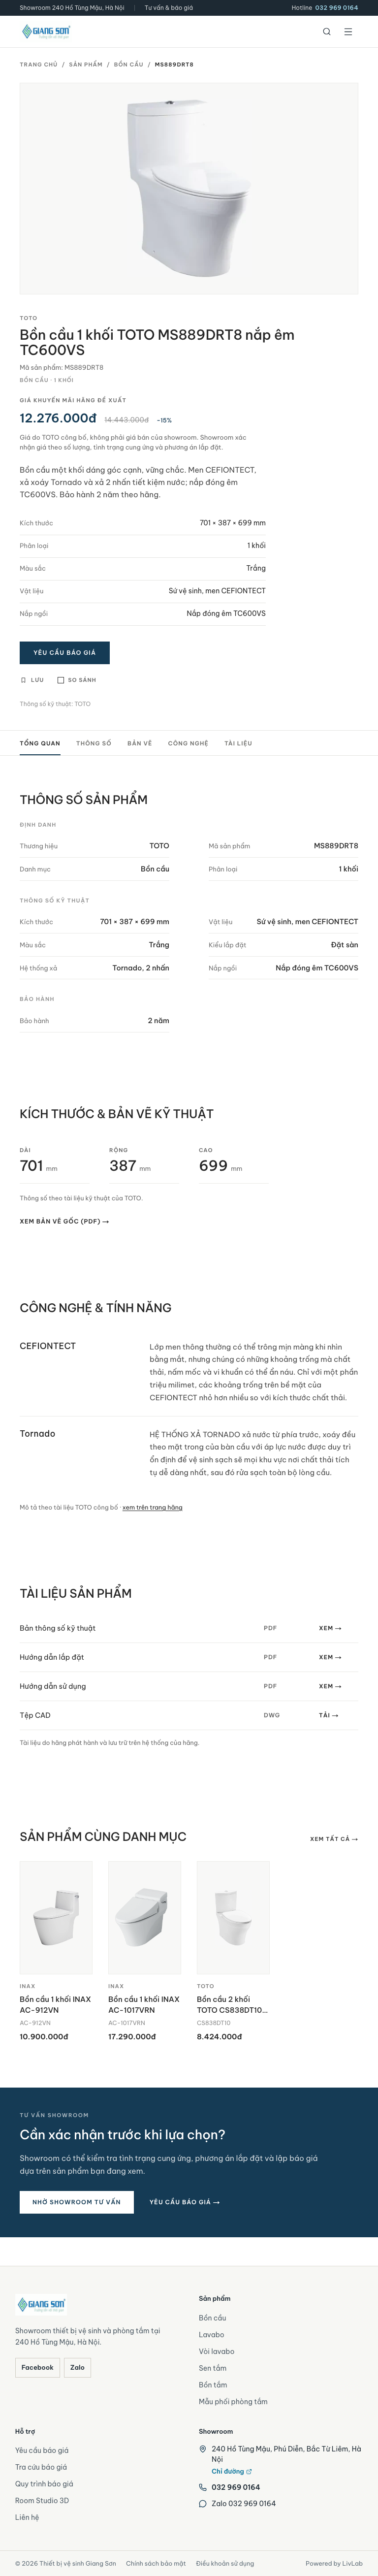 Showroom 240 Hồ Tùng Mậu, Hà Nội | Tư vấn & báo giá Hotline 032 969 0164
GIANG SƠN
TRANG CHỦ / SẢN PHẨM / BỒN CẦU / MS889DRT8
TOTO
Bồn cầu 1 khối TOTO MS889DRT8 nắp êm
TC600VS
Mã sản phẩm: MS889DRT8
BỒN CẦU · 1 KHỐI
GIÁ KHUYẾN MÃI HÃNG ĐỀ XUẤT
12.276.000đ 14.443.000đ -15%
Giá do TOTO công bố, không phải giá bán của showroom. Showroom xác
nhận giá theo số lượng, tình trạng cung ứng và phương án lắp đặt.
Bồn cầu một khối dáng góc cạnh, vững chắc. Men CEFIONTECT,
xả xoáy Tornado và xả 2 nhấn tiết kiệm nước; nắp đóng êm
TC600VS. Bảo hành 2 năm theo hãng.
Kích thước 701 × 387 × 699 mm
Phân loại 1 khối
Màu sắc Trắng
Vật liệu Sứ vệ sinh, men CEFIONTECT
Nắp ngồi Nắp đóng êm TC600VS
YÊU CẦU BÁO GIÁ
LƯU SO SÁNH
Thông số kỹ thuật: TOTO
TỔNG QUAN THÔNG SỐ BẢN VẼ CÔNG NGHỆ TÀI LIỆU
THÔNG SỐ SẢN PHẨM
ĐỊNH DANH
Thương hiệu TOTO Mã sản phẩm MS889DRT8
Danh mục Bồn cầu Phân loại 1 khối
THÔNG SỐ KỸ THUẬT
Kích thước 701 × 387 × 699 mm Vật liệu Sứ vệ sinh, men CEFIONTECT
Màu sắc Trắng Kiểu lắp đặt Đặt sàn
Hệ thống xả Tornado, 2 nhấn Nắp ngồi Nắp đóng êm TC600VS
BẢO HÀNH
Bảo hành 2 năm
KÍCH THƯỚC & BẢN VẼ KỸ THUẬT
DÀI RỘNG CAO
701 mm 387 mm 699 mm
Thông số theo tài liệu kỹ thuật của TOTO.
XEM BẢN VẼ GỐC (PDF) →
CÔNG NGHỆ & TÍNH NĂNG
CEFIONTECT
Lớp men thông thường có thể trông mịn màng khi nhìn
bằng mắt, nhưng chúng có những khoảng trống mà chất
thải, nấm mốc và vi khuẩn có thể ẩn náu. Chỉ với một phần
triệu milimet, các khoảng trống trên bề mặt của
CEFIONTECT nhỏ hơn nhiều so với kích thước chất thải.
Tornado
HỆ THỐNG XẢ TORNADO xả nước từ phía trước, xoáy đều
theo mặt trong của bàn cầu với áp lực nước được duy trì
ổn định để vệ sinh sạch sẽ mọi khu vực nơi chất thải tích
tụ dễ dàng nhất, sau đó rửa sạch toàn bộ lòng cầu.
Mô tả theo tài liệu TOTO công bố · xem trên trang hãng
TÀI LIỆU SẢN PHẨM
Bản thông số kỹ thuật PDF XEM →
Hướng dẫn lắp đặt PDF XEM →
Hướng dẫn sử dụng PDF XEM →
Tệp CAD DWG TẢI →
Tài liệu do hãng phát hành và lưu trữ trên hệ thống của hãng.
SẢN PHẨM CÙNG DANH MỤC XEM TẤT CẢ →
INAX INAX TOTO
Bồn cầu 1 khối INAX Bồn cầu 1 khối INAX Bồn cầu 2 khối
AC-912VN AC-1017VRN TOTO CS838DT10...
AC-912VN AC-1017VRN CS838DT10
10.900.000đ 17.290.000đ 8.424.000đ
TƯ VẤN SHOWROOM
Cần xác nhận trước khi lựa chọn?
Showroom có thể kiểm tra tình trạng cung ứng, phương án lắp đặt và lập báo giá
dựa trên sản phẩm bạn đang xem.
NHỜ SHOWROOM TƯ VẤN YÊU CẦU BÁO GIÁ →
GIANG SƠN
Showroom thiết bị vệ sinh và phòng tắm tại
240 Hồ Tùng Mậu, Hà Nội.
Facebook Zalo
Sản phẩm
Bồn cầu
Lavabo
Vòi lavabo
Sen tắm
Bồn tắm
Mẫu phối phòng tắm
Hỗ trợ
Yêu cầu báo giá
Tra cứu báo giá
Quy trình báo giá
Room Studio 3D
Liên hệ
Showroom
240 Hồ Tùng Mậu, Phú Diễn, Bắc Từ Liêm, Hà
Nội
Chỉ đường
032 969 0164
Zalo 032 969 0164
© 2026 Thiết bị vệ sinh Giang Sơn Chính sách bảo mật Điều khoản sử dụng Powered by LivLab